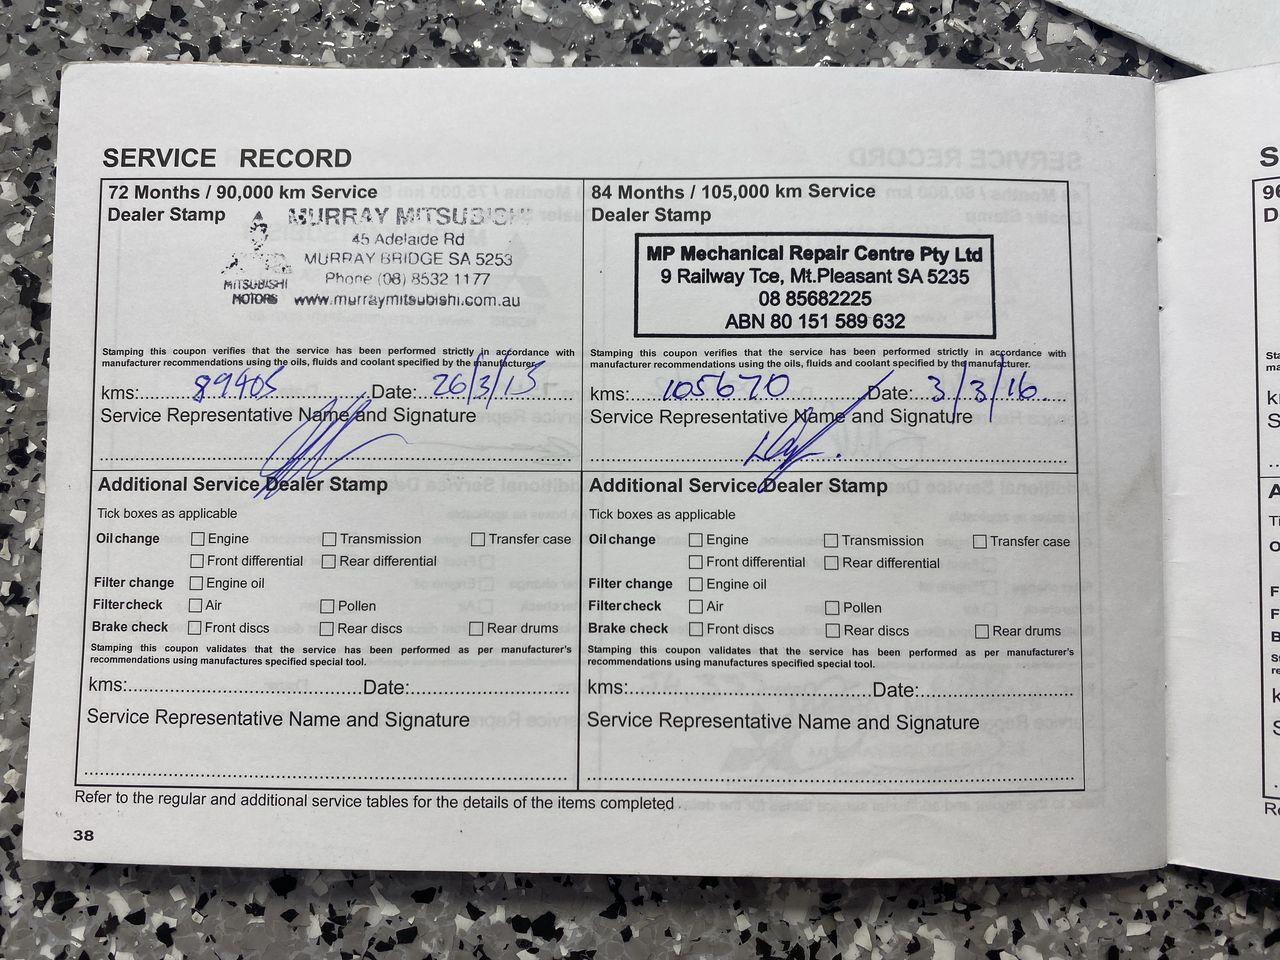 SERVICE RECORD
72 Months / 90,000 km Service
Dealer Stamp
MURRAY MITSUBISHI
45 Adelaide Rd
MURRAY BRIDGE SA 5253
Phone (08) 8532 1177
www.murraymitsubishi.com.au
MITSUBISHI
MOTORS
Stamping this coupon verifies that the service has been performed strictly in accordance with
manufacturer recommendations using the oils, fluids and coolant specified by the manufacturer.
kms: 89405 Date: 26/3/15
Service Representative Name and Signature
Additional Service Dealer Stamp
Tick boxes as applicable
Oil change Engine Transmission Transfer case
Front differential Rear differential
Filter change Engine oil
Filter check Air Pollen
Brake check Front discs Rear discs Rear drums
Stamping this coupon validates that the service has been performed as per manufacturer's
recommendations using manufactures specified special tool.
kms: Date:
Service Representative Name and Signature
84 Months / 105,000 km Service
Dealer Stamp
MP Mechanical Repair Centre Pty Ltd
9 Railway Tce, Mt.Pleasant SA 5235
08 85682225
ABN 80 151 589 632
Stamping this coupon verifies that the service has been performed strictly in accordance with
manufacturer recommendations using the oils, fluids and coolant specified by the manufacturer.
kms: 105670 Date: 3/3/16
Service Representative Name and Signature
Additional Service Dealer Stamp
Tick boxes as applicable
Oil change Engine Transmission Transfer case
Front differential Rear differential
Filter change Engine oil
Filter check Air Pollen
Brake check Front discs Rear discs Rear drums
Stamping this coupon validates that the service has been performed as per manufacturer's
recommendations using manufactures specified special tool.
kms: Date:
Service Representative Name and Signature
Refer to the regular and additional service tables for the details of the items completed.
38